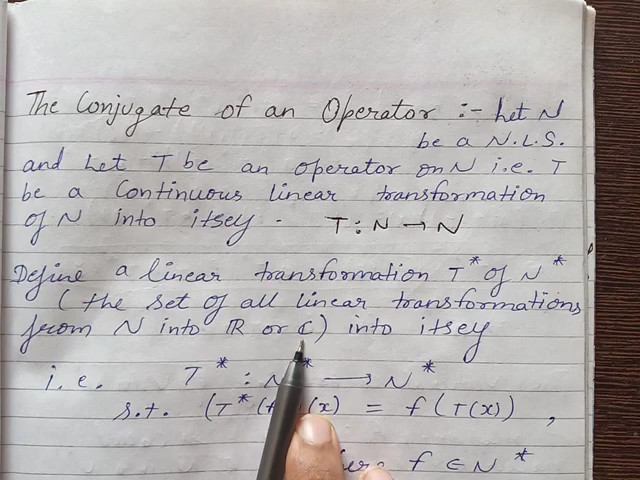 The Conjugate of an Operator :- Let N
be a N.L.S.
and Let T be an operator on N i.e. T
be a Continuous linear transformation
of N into itsey . T : N → N
Define a linear transformation T* of N*
(the set of all linear transformations
from N into R or C) into itsey
i.e. T* : N* → N*
s.t. (T*(f))(x) = f(T(x)) ,
f ∈ N*